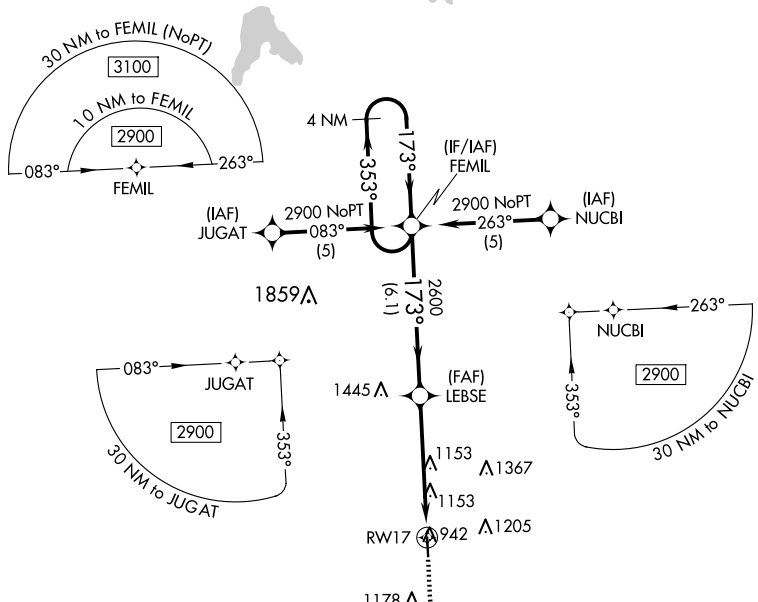 30 NM to FEMIL (NoPT)
3100
10 NM to FEMIL
2900
083°
263°
FEMIL
4 NM
353°
173°
(IF/IAF)
FEMIL
(IAF)
JUGAT
2900 NoPT
083°
(5)
2900 NoPT
263°
(5)
(IAF)
NUCBI
1859
2600
173°
(6.1)
263°
NUCBI
2900
353°
30 NM to NUCBI
083°
JUGAT
2900
353°
30 NM to JUGAT
1445
(FAF)
LEBSE
1153
1367
1153
1205
RW17
942
1178